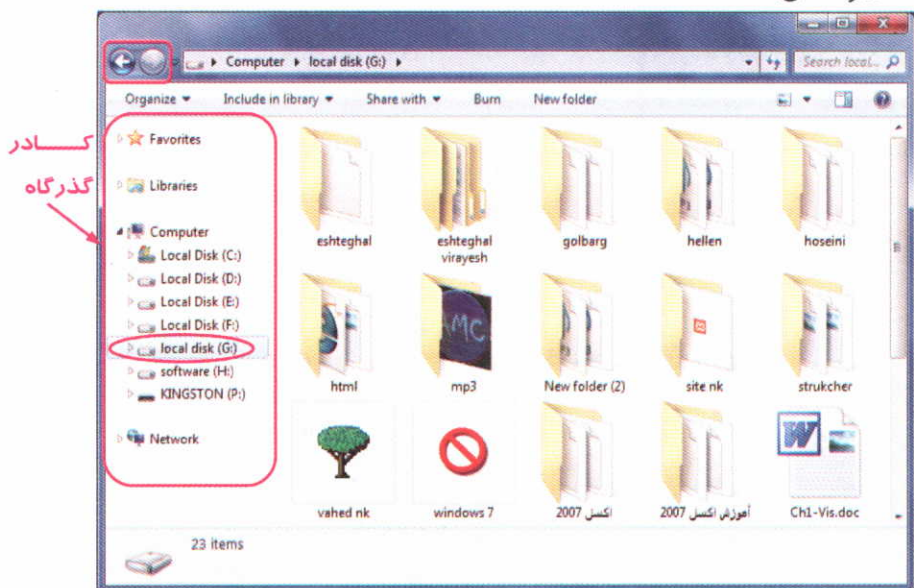 Computer ▸ local disk (G:) ▸
Search local...
Organize ▾ Include in library ▾ Share with ▾ Burn New folder
کـــادر
گذرگاه
Favorites
Libraries
Computer
Local Disk (C:)
Local Disk (D:)
Local Disk (E:)
Local Disk (F:)
local disk (G:)
software (H:)
KINGSTON (P:)
Network
eshteghal
eshteghal virayesh
golbarg
hellen
hoseini
html
AMC
mp3
New folder (2)
site nk
strukcher
vahed nk
windows 7
اکسل 2007
آموزش اکسل 2007
W
Ch1-Vis.doc
23 items